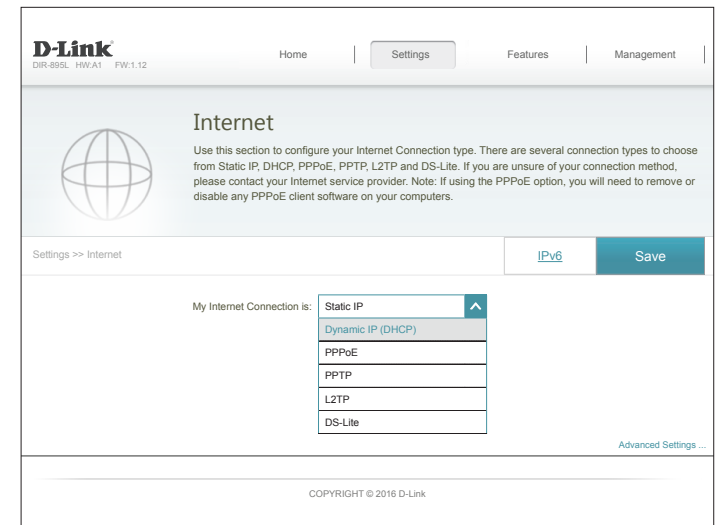 D-Link
DIR-895L HW:A1 FW:1.12
Home
Settings
Features
Management
Internet
Use this section to configure your Internet Connection type. There are several connection types to choose
from Static IP, DHCP, PPPoE, PPTP, L2TP and DS-Lite. If you are unsure of your connection method,
please contact your Internet service provider. Note: If using the PPPoE option, you will need to remove or
disable any PPPoE client software on your computers.
Settings >> Internet
IPv6
Save
My Internet Connection is:
Static IP
Dynamic IP (DHCP)
PPPoE
PPTP
L2TP
DS-Lite
Advanced Settings ...
COPYRIGHT © 2016 D-Link